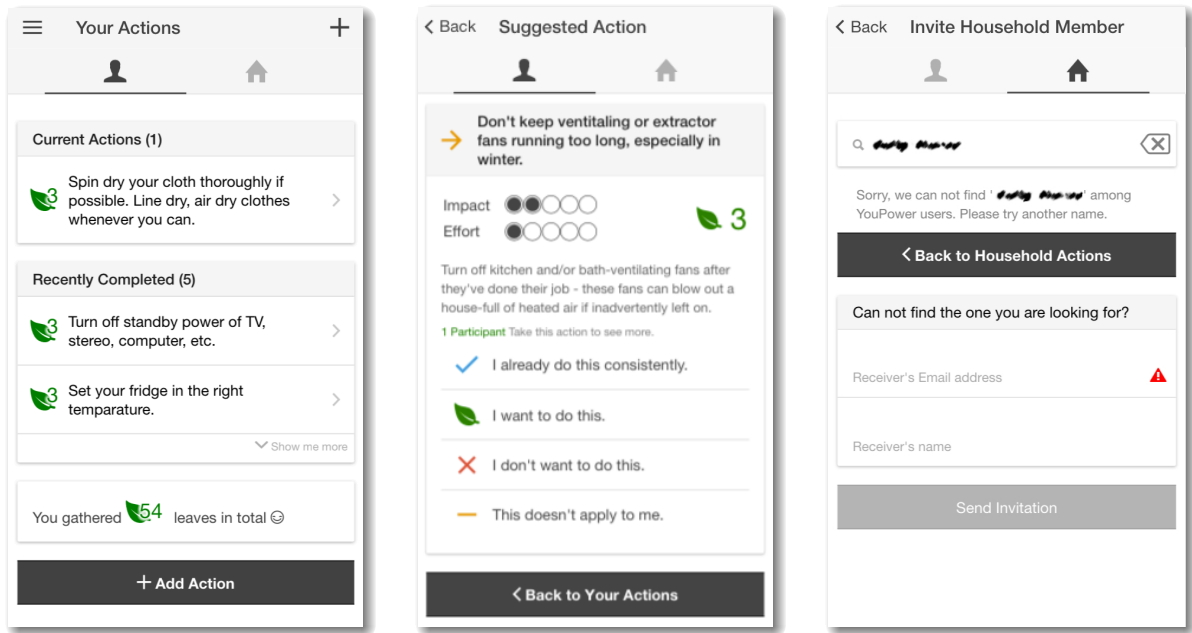 Your Actions
Current Actions (1)
3
Spin dry your cloth thoroughly if
possible. Line dry, air dry clothes
whenever you can.
Recently Completed (5)
3
Turn off standby power of TV,
stereo, computer, etc.
3
Set your fridge in the right
temparature.
Show me more
You gathered 54 leaves in total
+ Add Action
Back
Suggested Action
Don't keep ventitaling or extractor
fans running too long, especially in
winter.
Impact
Effort
3
Turn off kitchen and/or bath-ventilating fans after
they've done their job - these fans can blow out a
house-full of heated air if inadvertently left on.
1 Participant Take this action to see more.
I already do this consistently.
I want to do this.
I don't want to do this.
This doesn't apply to me.
Back to Your Actions
Back
Invite Household Member
Sorry, we can not find ' ' among
YouPower users. Please try another name.
Back to Household Actions
Can not find the one you are looking for?
Receiver's Email address
Receiver's name
Send Invitation